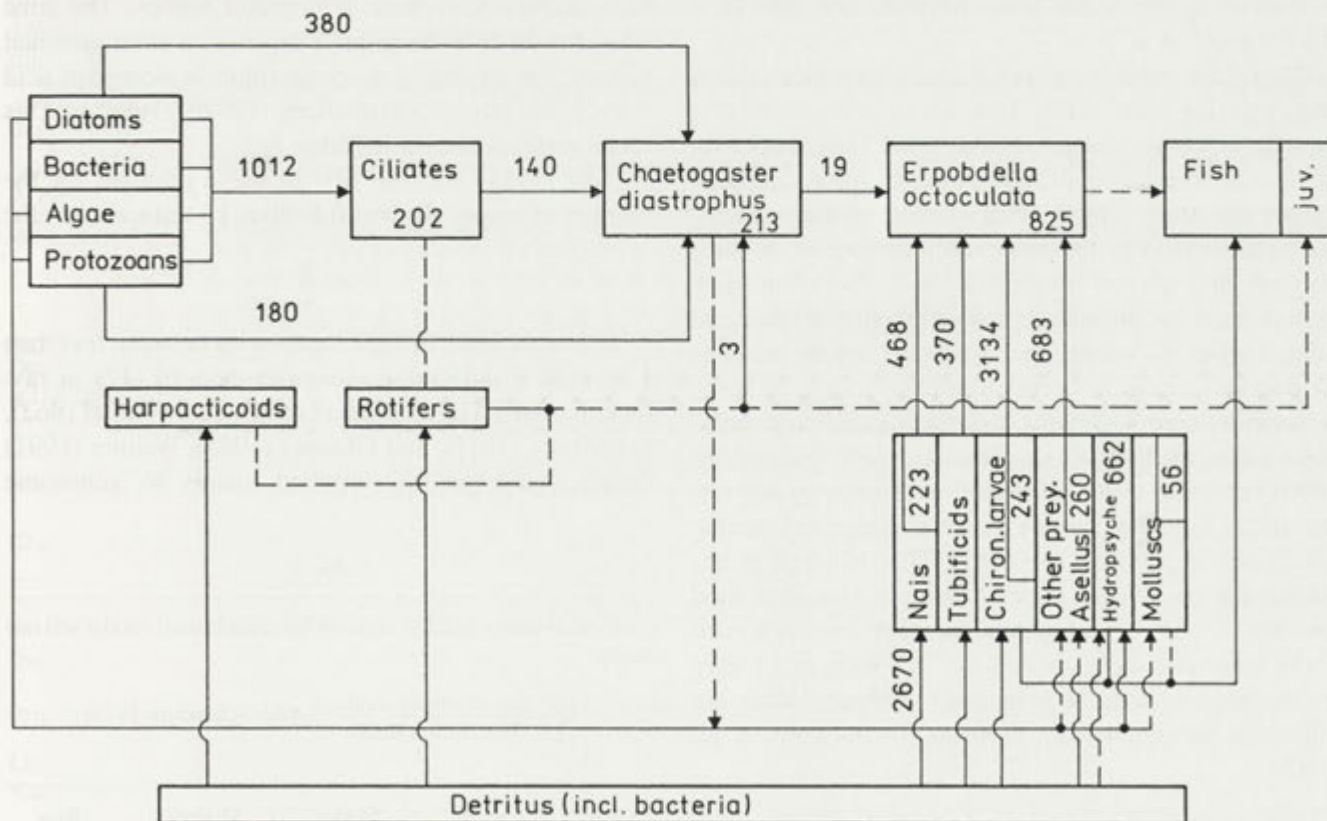 380
Diatoms
Bacteria
Algae
Protozoans
1012
Ciliates
202
140
Chaetogaster
diastrophus
213
19
Erpobdella
octoculata
825
Fish
juv.
180
3
468
370
3134
683
Harpacticoids
Rotifers
Nais 223
Tubificids
Chiron.larvae 243
Other prey.
Asellus 260
Hydropsyche 662
Molluscs 56
2670
Detritus (incl. bacteria)